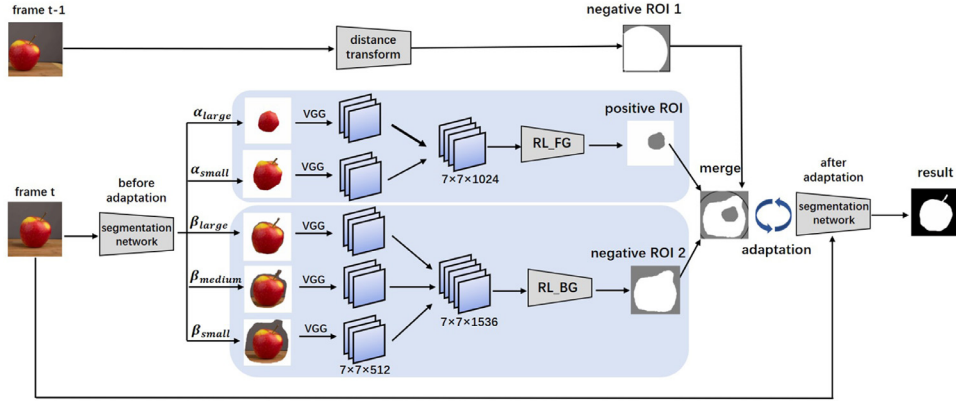 frame t-1
distance
transform
negative ROI 1
α_large
VGG
positive ROI
RL_FG
α_small
VGG
7×7×1024
merge
frame t
before
adaptation
segmentation
network
after
adaptation
segmentation
network
result
adaptation
β_large
VGG
negative ROI 2
β_medium
VGG
RL_BG
7×7×1536
β_small
VGG
7×7×512